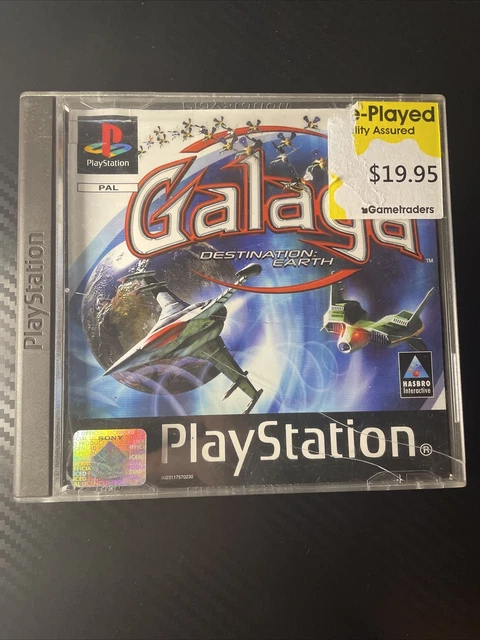 PlayStation
PlayStation
PAL
e-Played
lity Assured
$19.95
Gametraders
Galaga
DESTINATION:
EARTH
TM
HASBRO
Interactive
SONY
PlayStation®